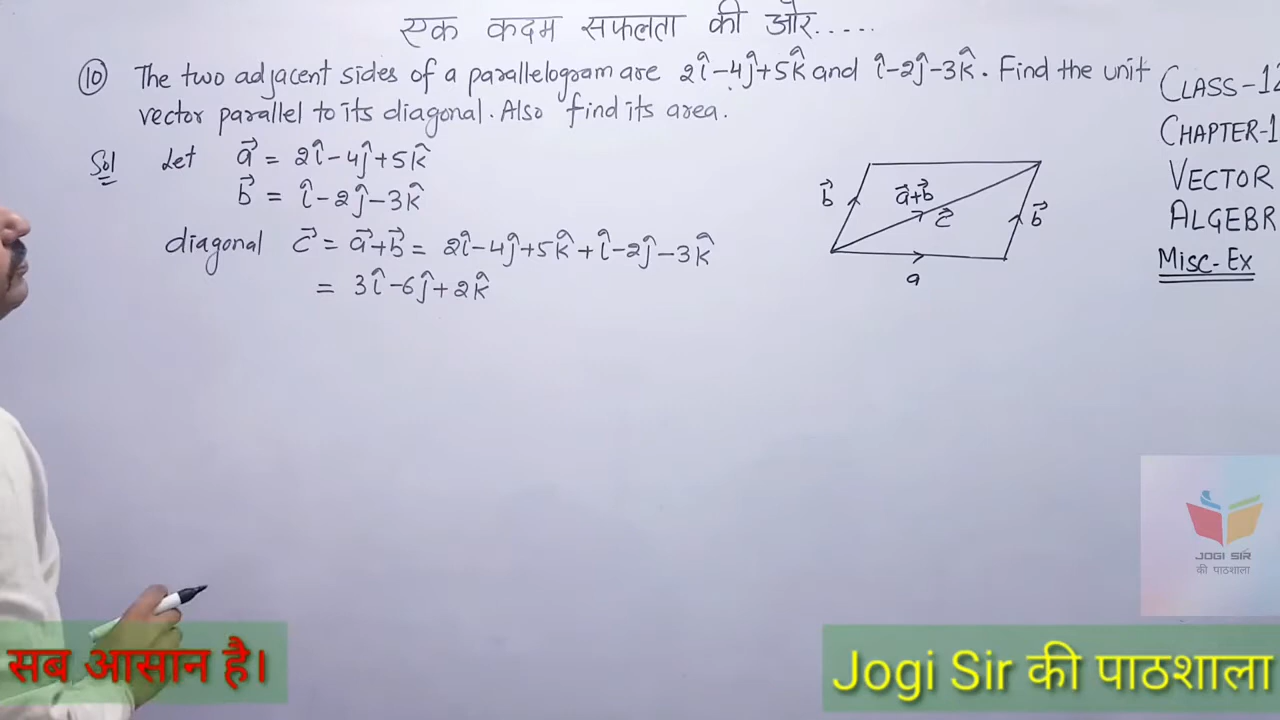 एक कदम सफलता की ओर.....
⑩ The two adjacent sides of a parallelogram are 2î-4ĵ+5k̂ and î-2ĵ-3k̂. Find the unit
vector parallel to its diagonal. Also find its area.
Sol Let a⃗ = 2î-4ĵ+5k̂
b⃗ = î-2ĵ-3k̂
diagonal c⃗ = a⃗+b⃗ = 2î-4ĵ+5k̂+î-2ĵ-3k̂
= 3î-6ĵ+2k̂
b⃗
a⃗+b⃗
c⃗
b⃗
a
CLASS-12
CHAPTER-1
VECTOR
ALGEBR
Misc-Ex
JOGI SIR
की पाठशाला
सब आसान है।
Jogi Sir की पाठशाला